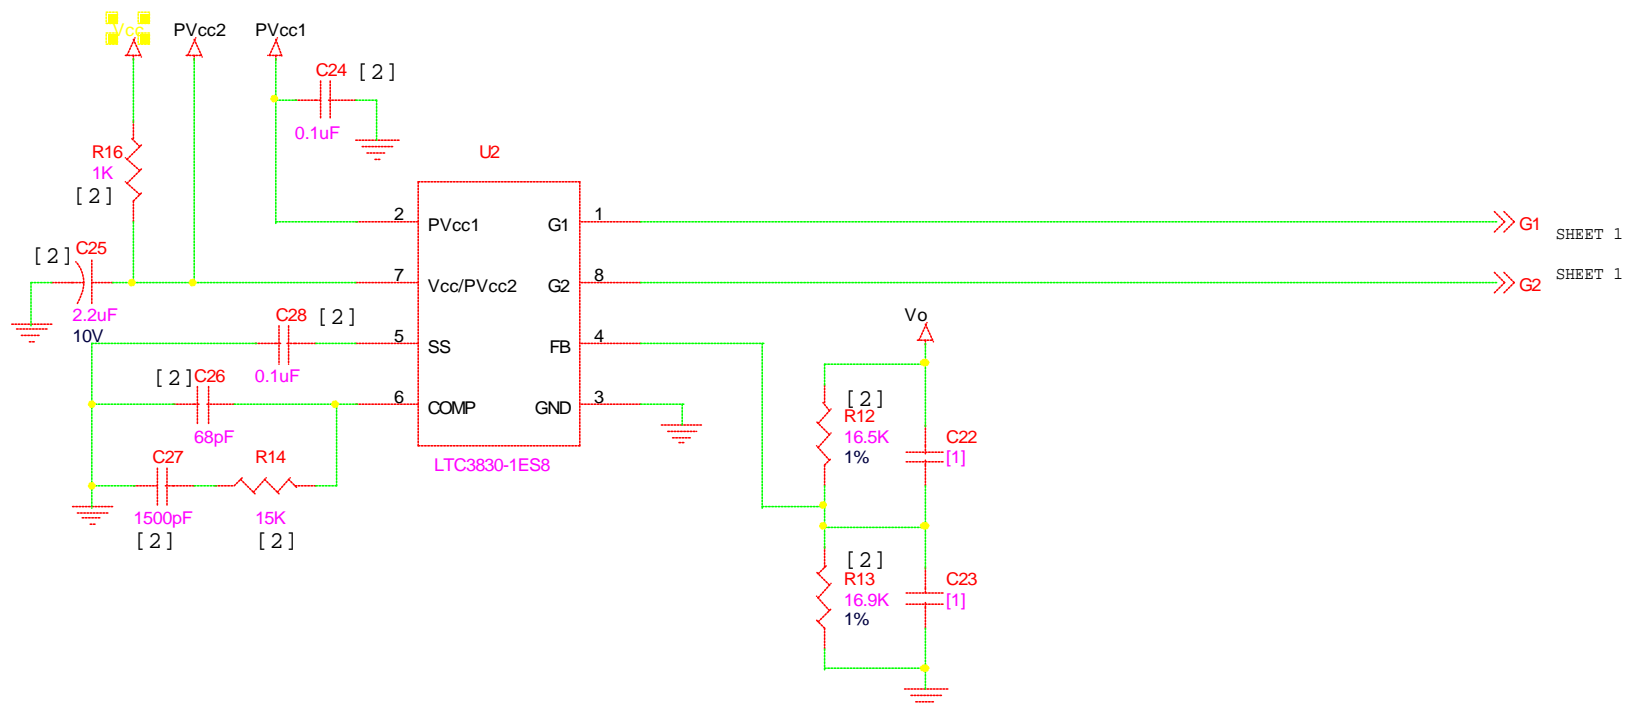 Vcc PVcc2 PVcc1
C24 [2]
0.1uF
R16
1K
[2]
U2
2 PVcc1 G1 1
G1 SHEET 1
[2] C25
2.2uF
10V
7 Vcc/PVcc2 G2 8
G2 SHEET 1
C28 [2]
0.1uF
5 SS FB 4
Vo
[2] C26
68pF
6 COMP GND 3
LTC3830-1ES8
C27 R14
1500pF 15K
[2] [2]
[2]
R12
16.5K
1%
C22
[1]
[2]
R13
16.9K
1%
C23
[1]